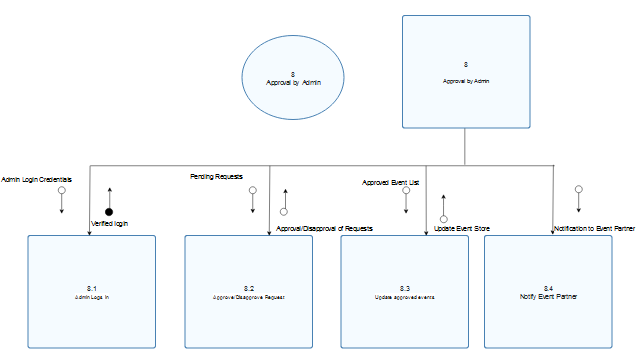 8
Approval by Admin
8
Approval by Admin
Admin Login Credentials
Pending Requests
Approved Event List
Verified login
Approval/Disapproval of Requests
Update Event Store
Notification to Event Partner
8.1
Admin Logs In
8.2
Approve/Disapprove Request
8.3
Update approved events
8.4
Notify Event Partner